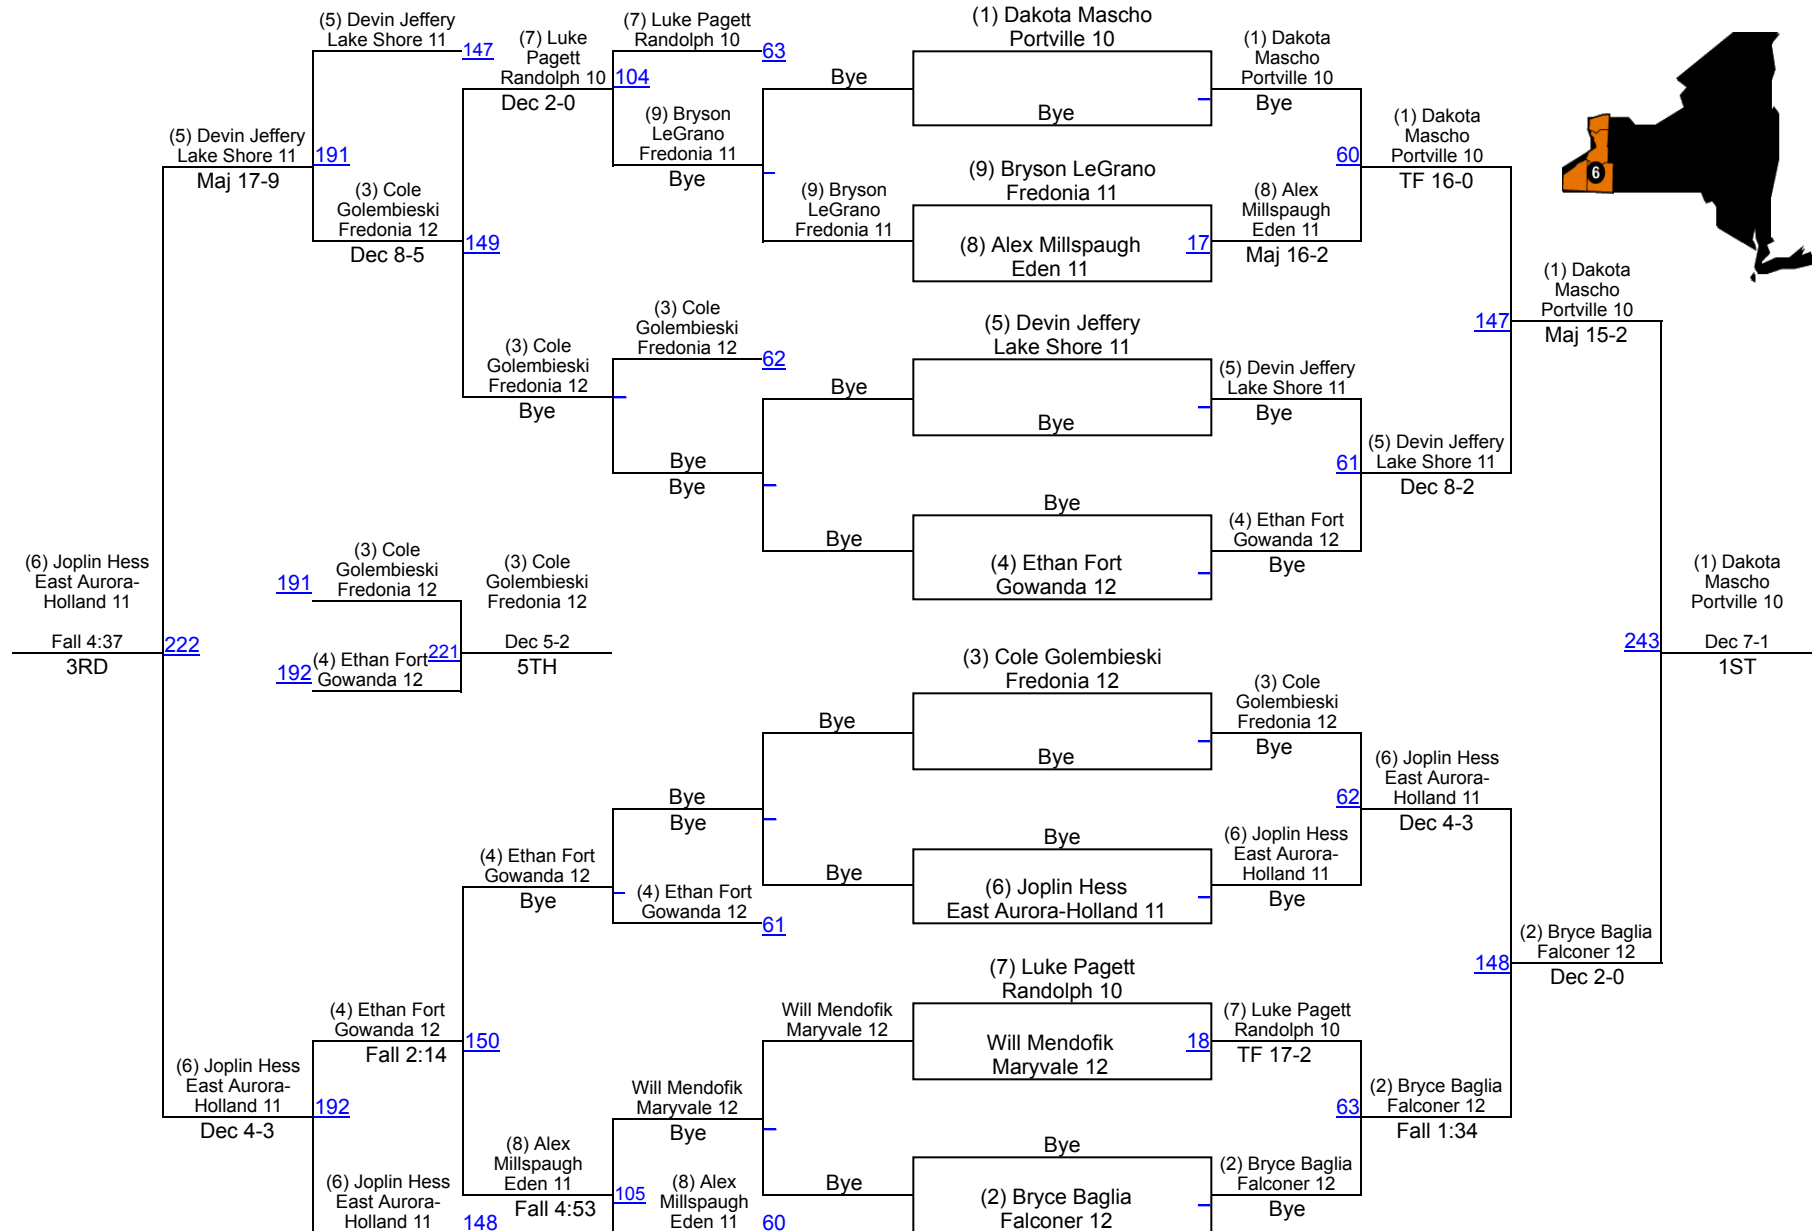 (5) Devin Jeffery
Lake Shore 11
147
(7) Luke
Pagett
Randolph 10
Dec 2-0
(7) Luke Pagett
Randolph 10
63
104
(9) Bryson
LeGrano
Fredonia 11
Bye
(5) Devin Jeffery
Lake Shore 11
Maj 17-9
191
(3) Cole
Golembieski
Fredonia 12
Dec 8-5
149
(3) Cole
Golembieski
Fredonia 12
Bye
(3) Cole
Golembieski
Fredonia 12
62
Bye
Bye
Bye
(9) Bryson
LeGrano
Fredonia 11
Bye
Bye
(1) Dakota Mascho
Portville 10
Bye
(9) Bryson LeGrano
Fredonia 11
(8) Alex Millspaugh
Eden 11
17
(5) Devin Jeffery
Lake Shore 11
Bye
Bye
(4) Ethan Fort
Gowanda 12
(1) Dakota
Mascho
Portville 10
Bye
60
(8) Alex
Millspaugh
Eden 11
Maj 16-2
(5) Devin Jeffery
Lake Shore 11
Bye
61
(4) Ethan Fort
Gowanda 12
Bye
(1) Dakota
Mascho
Portville 10
TF 16-0
147
(5) Devin Jeffery
Lake Shore 11
Dec 8-2
(1) Dakota
Mascho
Portville 10
Maj 15-2
6
(6) Joplin Hess
East Aurora-
Holland 11
Fall 4:37
3RD
222
191
(3) Cole
Golembieski
Fredonia 12
192
(4) Ethan Fort
Gowanda 12
221
(3) Cole
Golembieski
Fredonia 12
Dec 5-2
5TH
243
(1) Dakota
Mascho
Portville 10
Dec 7-1
1ST
Bye
Bye
Bye
Bye
(4) Ethan Fort
Gowanda 12
Bye
(4) Ethan Fort
Gowanda 12
61
(3) Cole Golembieski
Fredonia 12
Bye
Bye
(6) Joplin Hess
East Aurora-Holland 11
(3) Cole
Golembieski
Fredonia 12
Bye
62
(6) Joplin Hess
East Aurora-
Holland 11
Bye
(6) Joplin Hess
East Aurora-
Holland 11
Dec 4-3
148
(2) Bryce Baglia
Falconer 12
Dec 2-0
(4) Ethan Fort
Gowanda 12
Fall 2:14
150
(6) Joplin Hess
East Aurora-
Holland 11
Dec 4-3
192
(6) Joplin Hess
East Aurora-
Holland 11
148
(8) Alex
Millspaugh
Eden 11
Fall 4:53
105
Will Mendofik
Maryvale 12
Bye
(8) Alex
Millspaugh
Eden 11
60
Will Mendofik
Maryvale 12
Bye
(7) Luke Pagett
Randolph 10
Will Mendofik
Maryvale 12
18
Bye
(2) Bryce Baglia
Falconer 12
(7) Luke Pagett
Randolph 10
TF 17-2
63
(2) Bryce Baglia
Falconer 12
Bye
(2) Bryce Baglia
Falconer 12
Fall 1:34